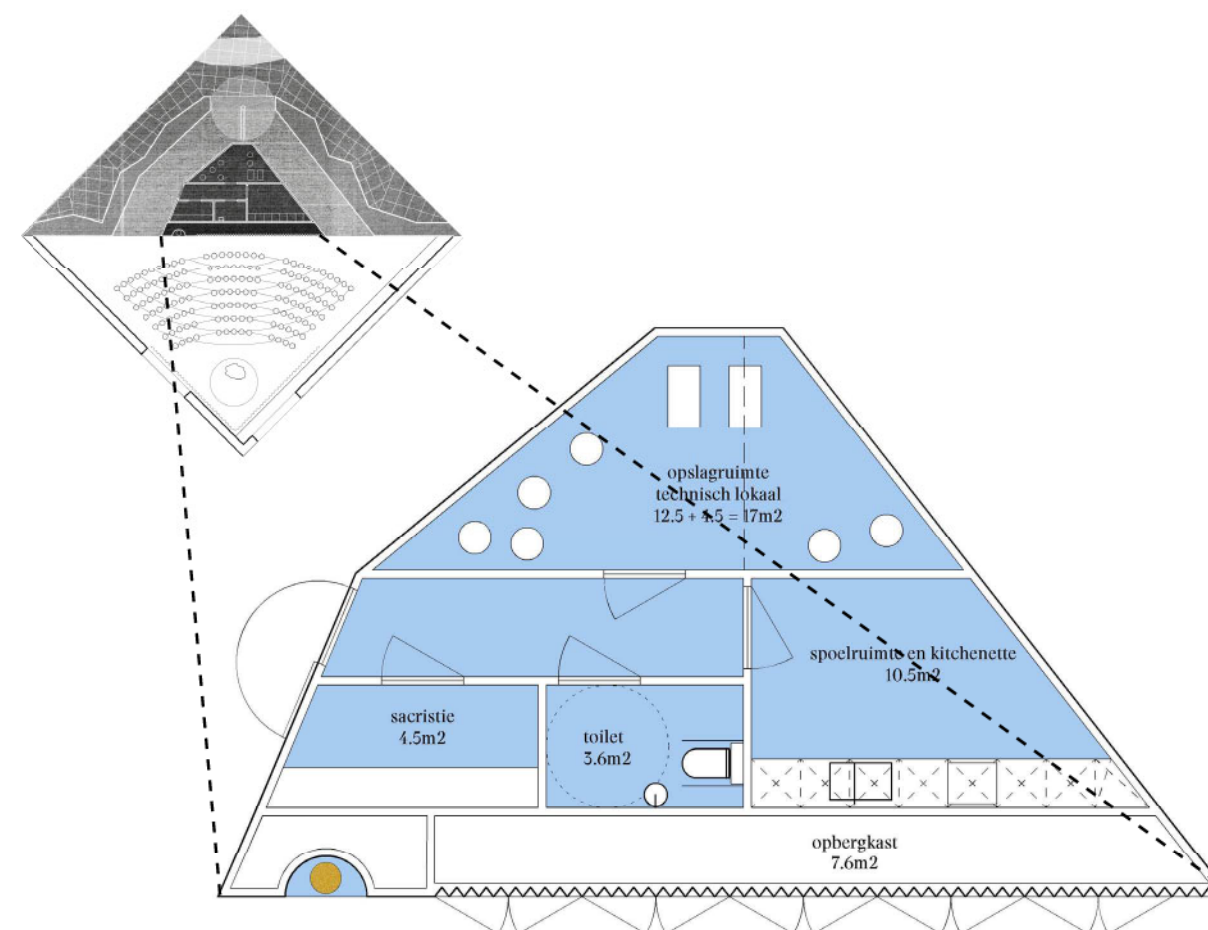 opslagruimte
technisch lokaal
12.5 + 4.5 = 17m2
spoelruimte en kitchenette
10.5m2
sacristie
4.5m2
toilet
3.6m2
opbergkast
7.6m2